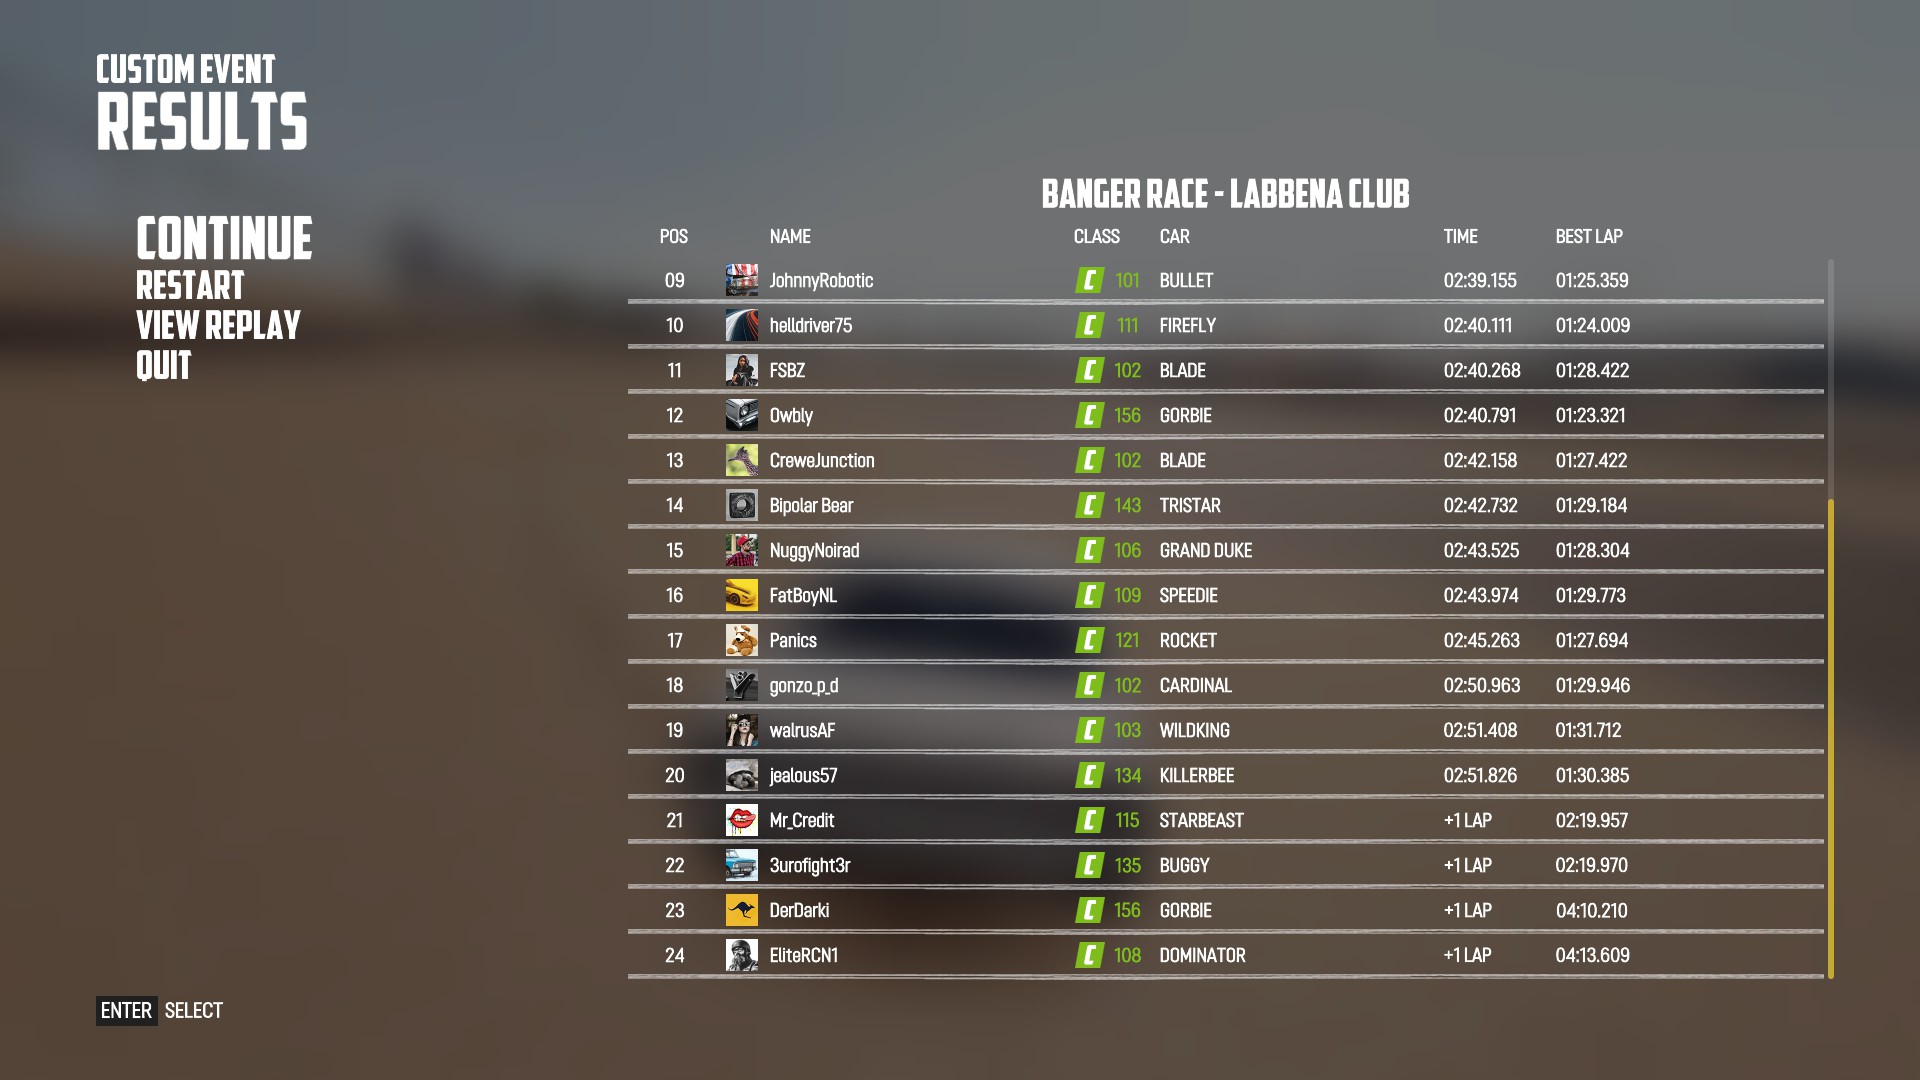 CUSTOM EVENT
RESULTS
CONTINUE
RESTART
VIEW REPLAY
QUIT
BANGER RACE - LABBENA CLUB
POS NAME CLASS CAR TIME BEST LAP
09 JohnnyRobotic C 101 BULLET 02:39.155 01:25.359
10 helldriver75 C 111 FIREFLY 02:40.111 01:24.009
11 FSBZ C 102 BLADE 02:40.268 01:28.422
12 Owbly C 156 GORBIE 02:40.791 01:23.321
13 CreweJunction C 102 BLADE 02:42.158 01:27.422
14 Bipolar Bear C 143 TRISTAR 02:42.732 01:29.184
15 NuggyNoirad C 106 GRAND DUKE 02:43.525 01:28.304
16 FatBoyNL C 109 SPEEDIE 02:43.974 01:29.773
17 Panics C 121 ROCKET 02:45.263 01:27.694
18 gonzo_p_d C 102 CARDINAL 02:50.963 01:29.946
19 walrusAF C 103 WILDKING 02:51.408 01:31.712
20 jealous57 C 134 KILLERBEE 02:51.826 01:30.385
21 Mr_Credit C 115 STARBEAST +1 LAP 02:19.957
22 3urofight3r C 135 BUGGY +1 LAP 02:19.970
23 DerDarki C 156 GORBIE +1 LAP 04:10.210
24 EliteRCN1 C 108 DOMINATOR +1 LAP 04:13.609
ENTER SELECT